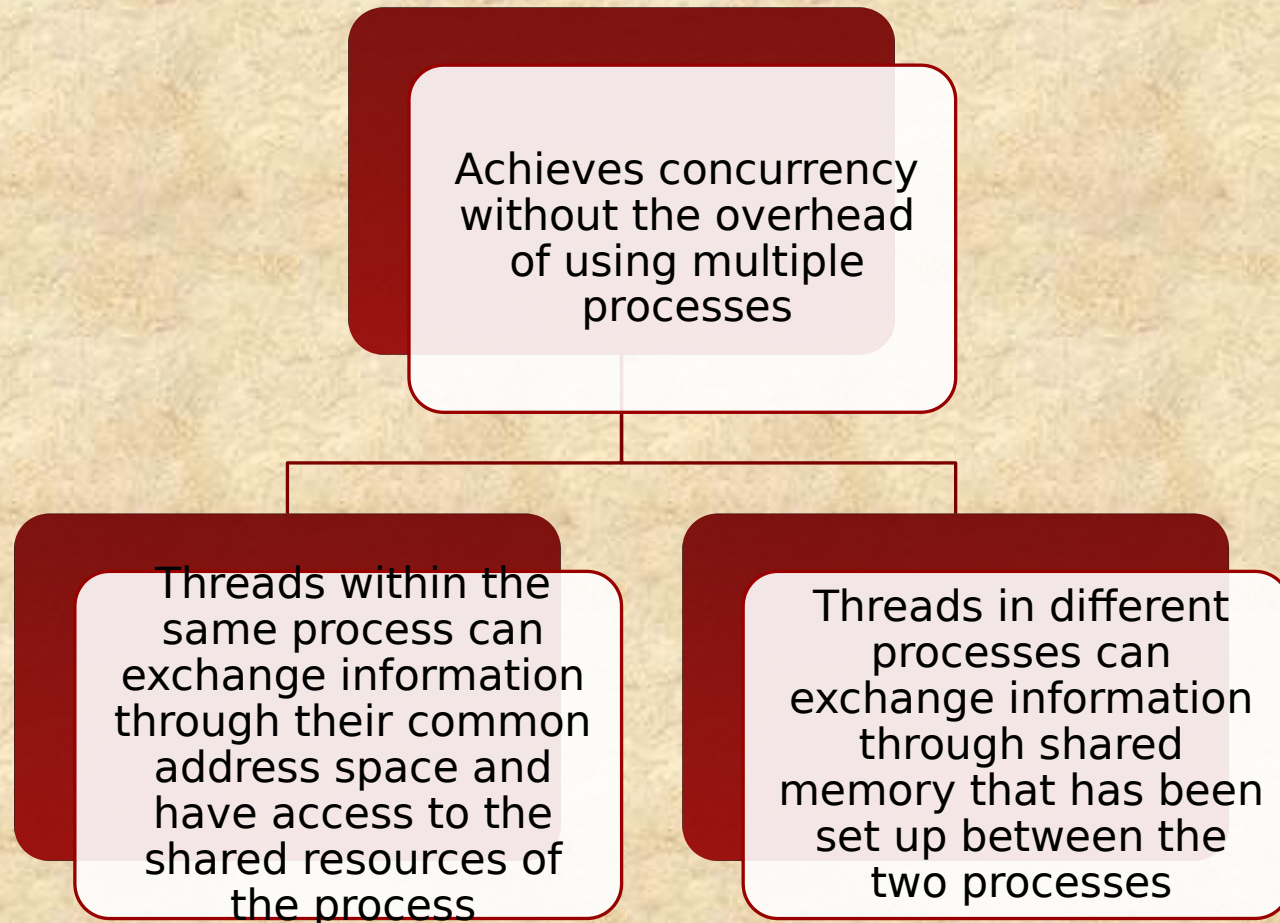 Achieves concurrency
without the overhead
of using multiple
processes
Threads within the
same process can
exchange information
through their common
address space and
have access to the
shared resources of
the process
Threads in different
processes can
exchange information
through shared
memory that has been
set up between the
two processes